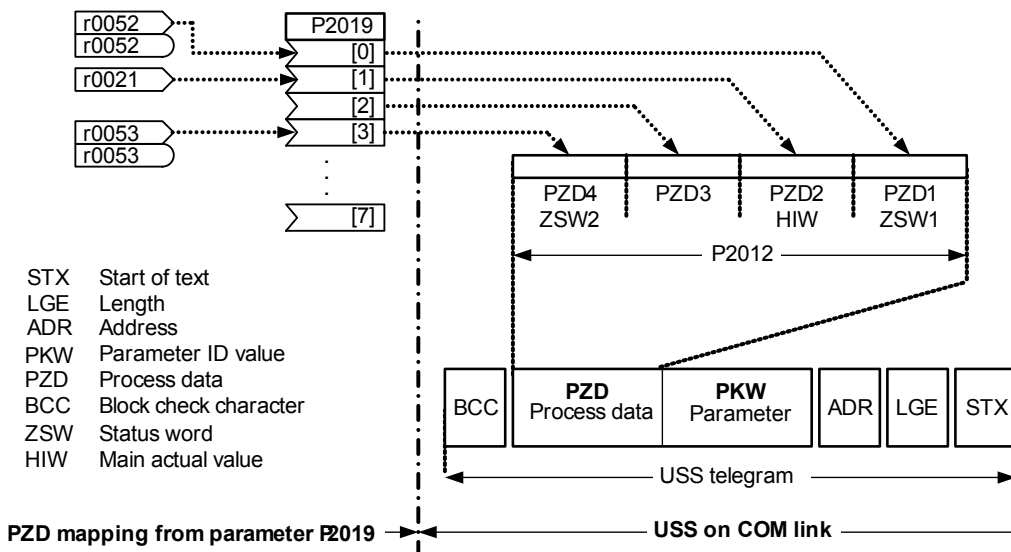 r0052
r0052
r0021
r0053
r0053
P2019
[0]
[1]
[2]
[3]
[7]
PZD4
ZSW2
PZD3
PZD2
HIW
PZD1
ZSW1
P2012
STX Start of text
LGE Length
ADR Address
PKW Parameter ID value
PZD Process data
BCC Block check character
ZSW Status word
HIW Main actual value
BCC
PZD
Process data
PKW
Parameter
ADR
LGE
STX
USS telegram
PZD mapping from parameter P2019
USS on COM link